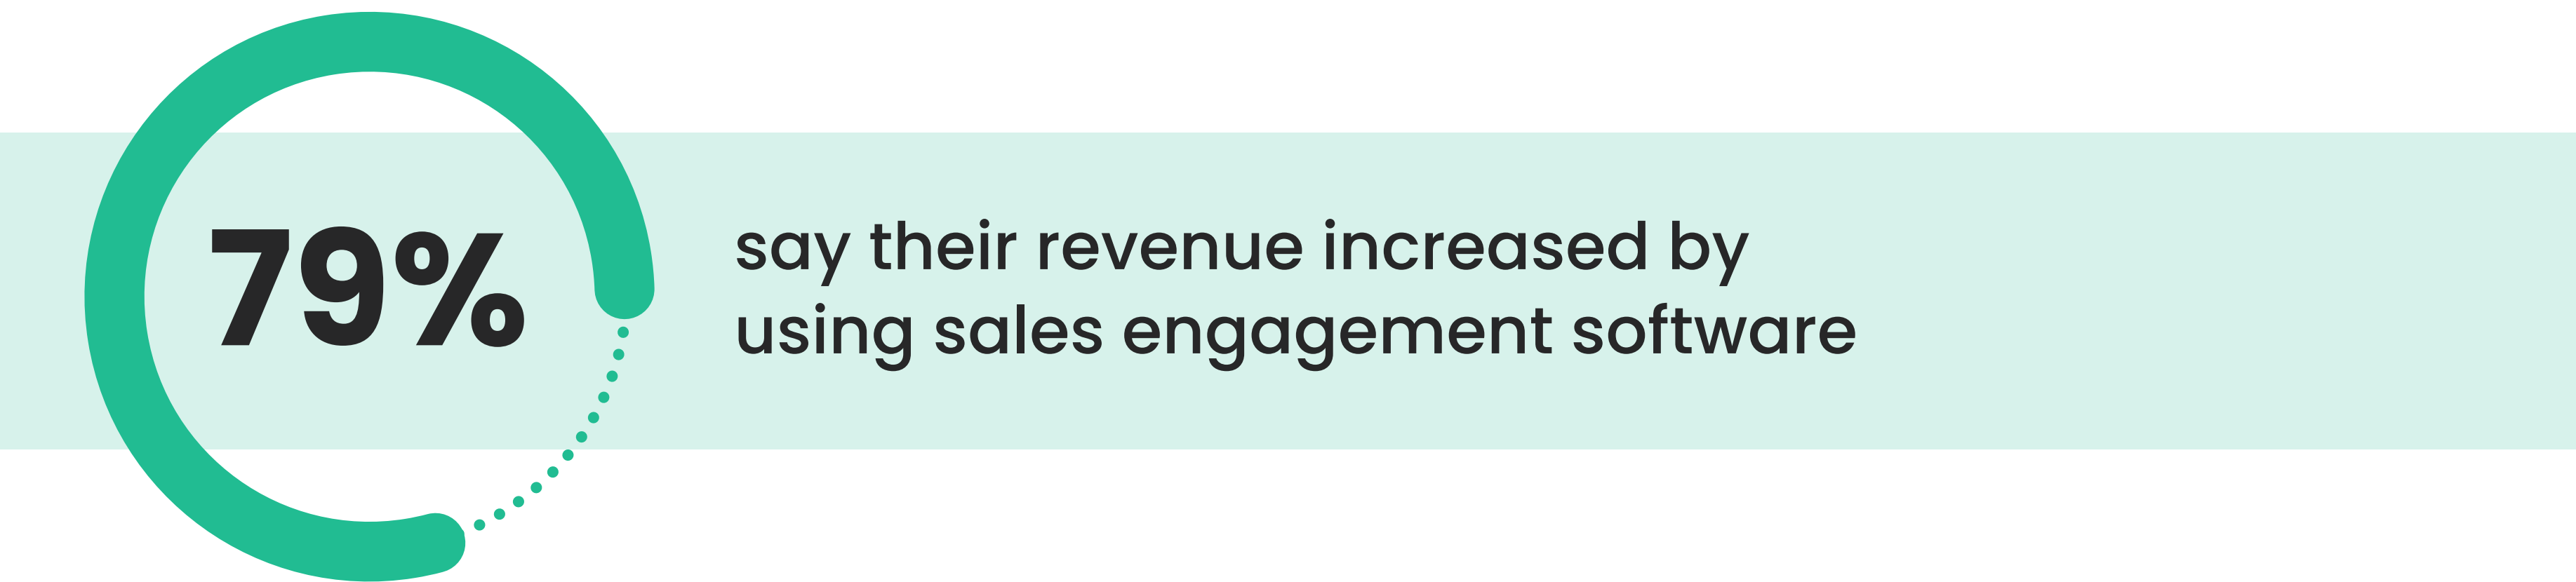 79%
say their revenue increased by
using sales engagement software